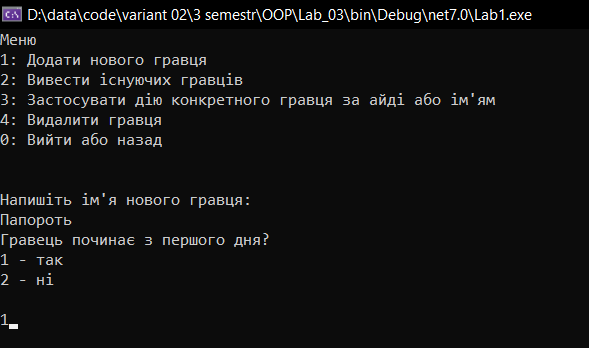 D:\data\code\variant 02\3 semestr\OOP\Lab_03\bin\Debug\net7.0\Lab1.exe
Меню
1: Додати нового гравця
2: Вивести існуючих гравців
3: Застосувати дію конкретного гравця за айді або ім'ям
4: Видалити гравця
0: Вийти або назад
Напишіть ім'я нового гравця:
Папороть
Гравець починає з першого дня?
1 - так
2 - ні
1